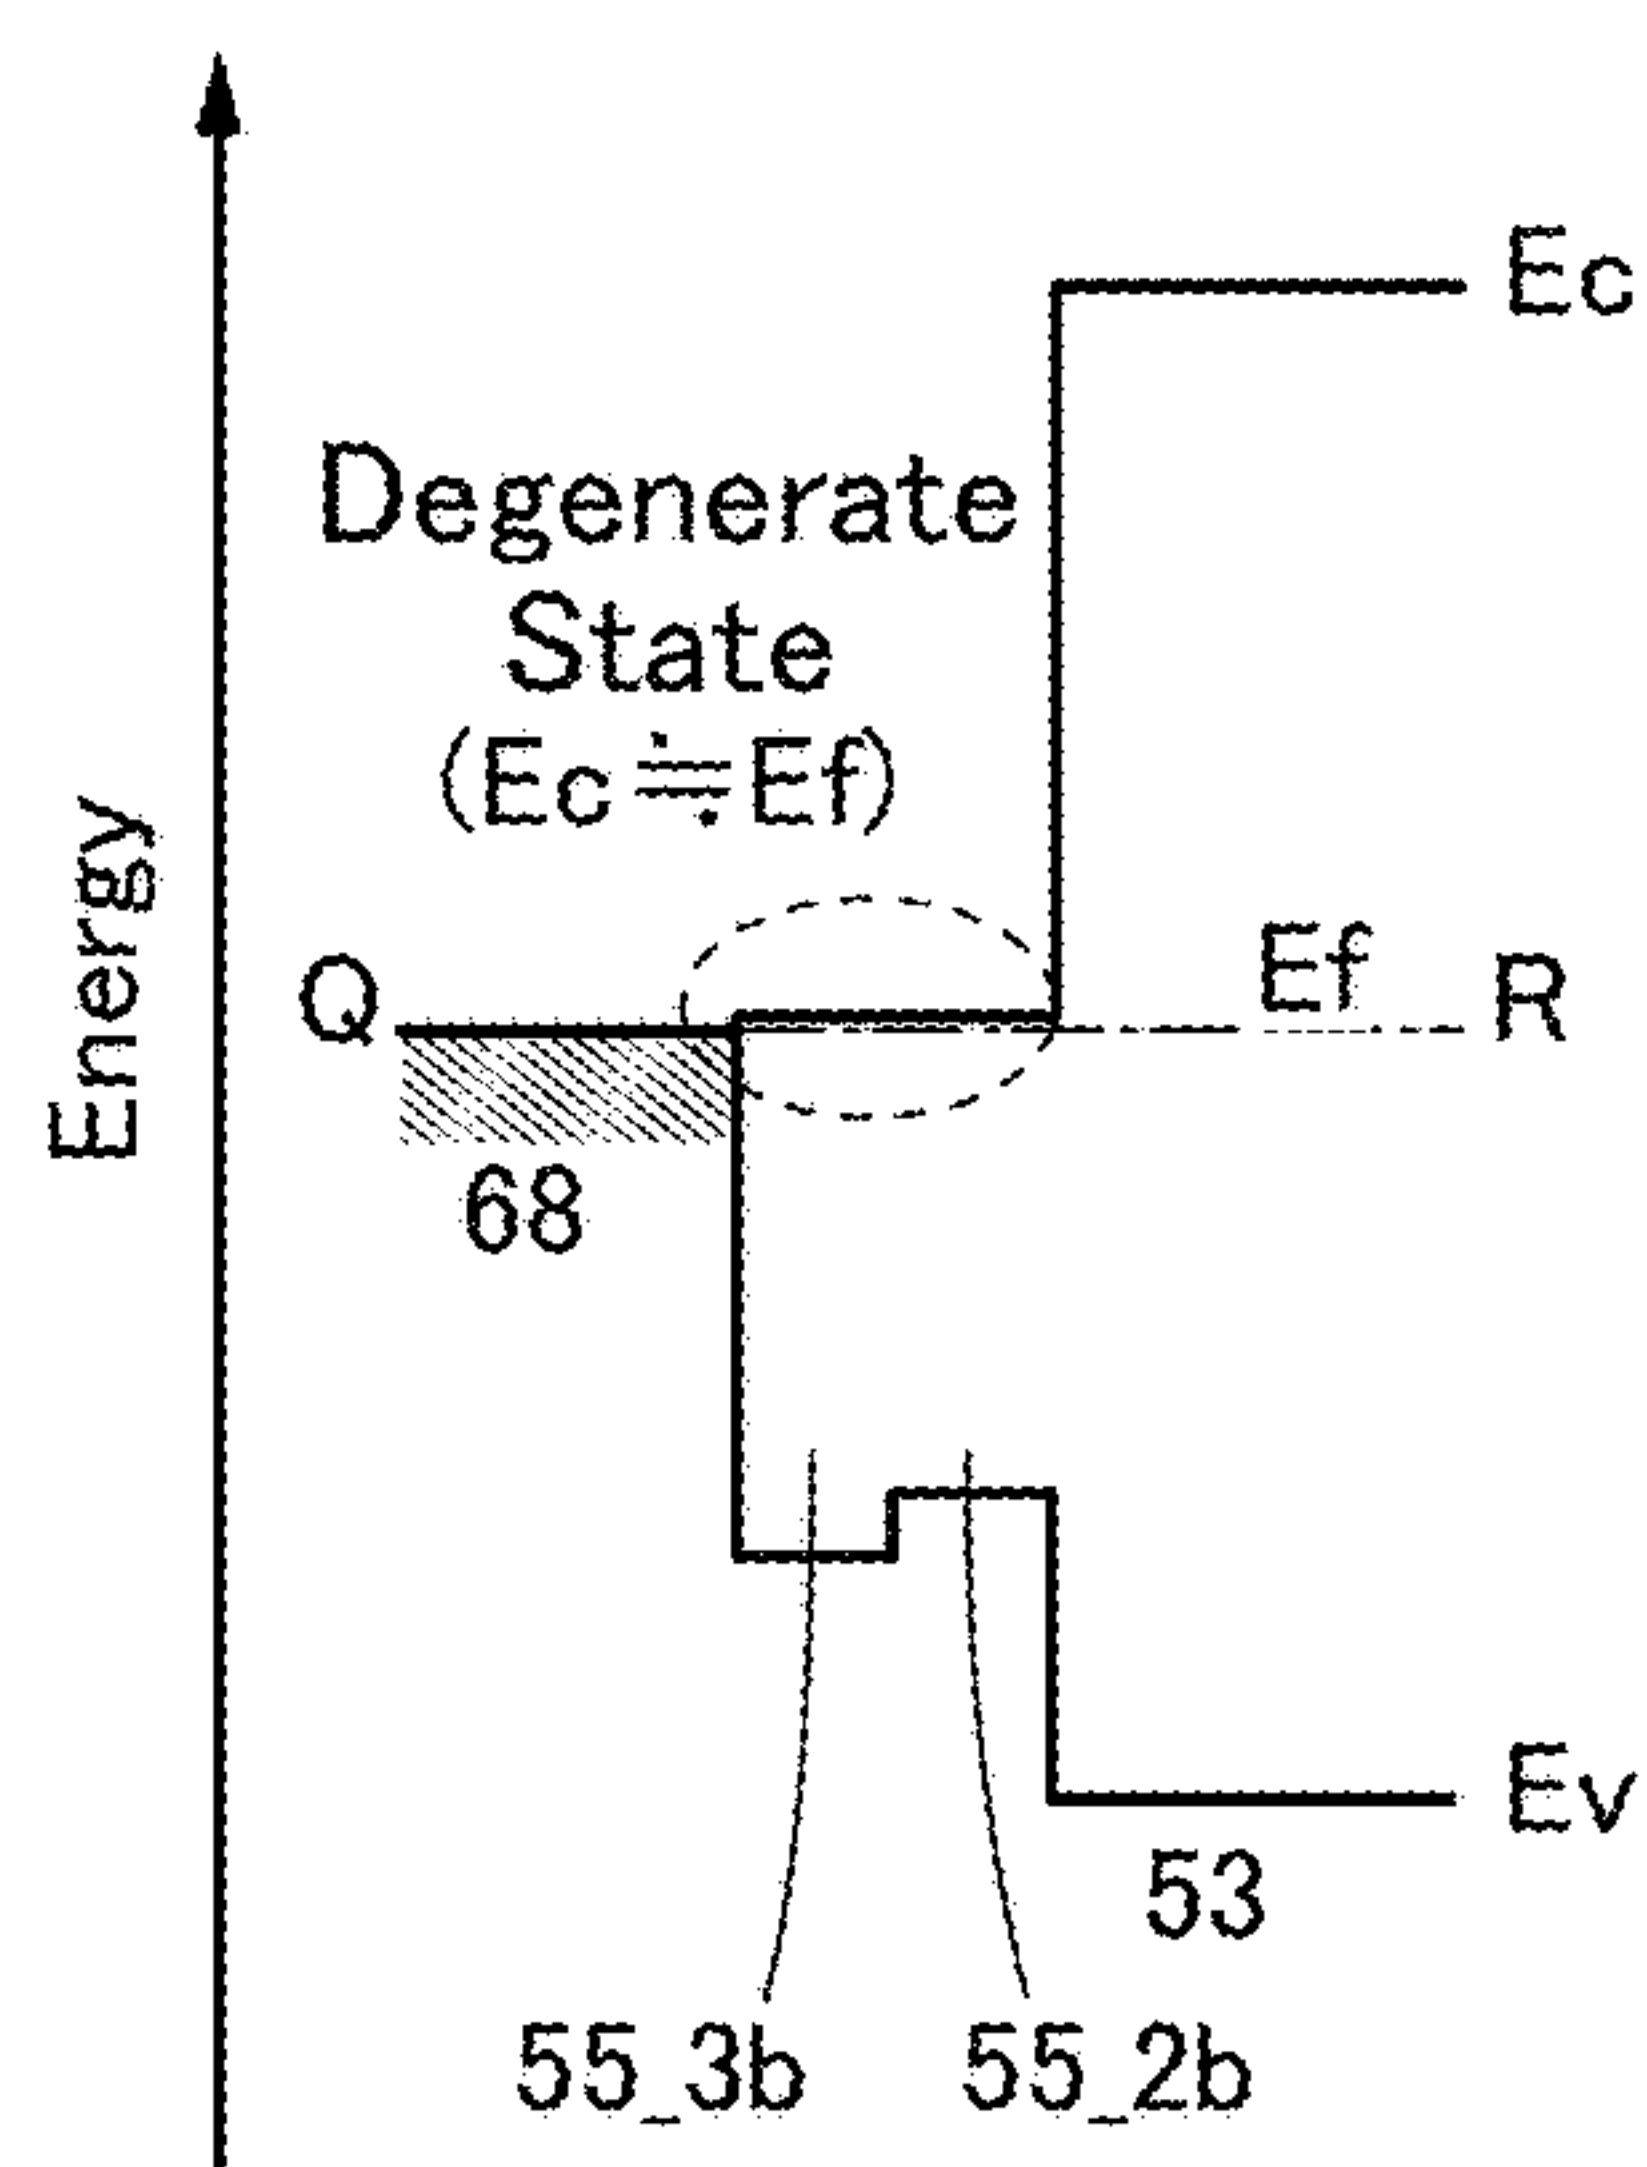 Ec
Degenerate
State
(Ec≒Ef)
Energy
Q
Ef
R
68
Ev
53
55_3b
55_2b